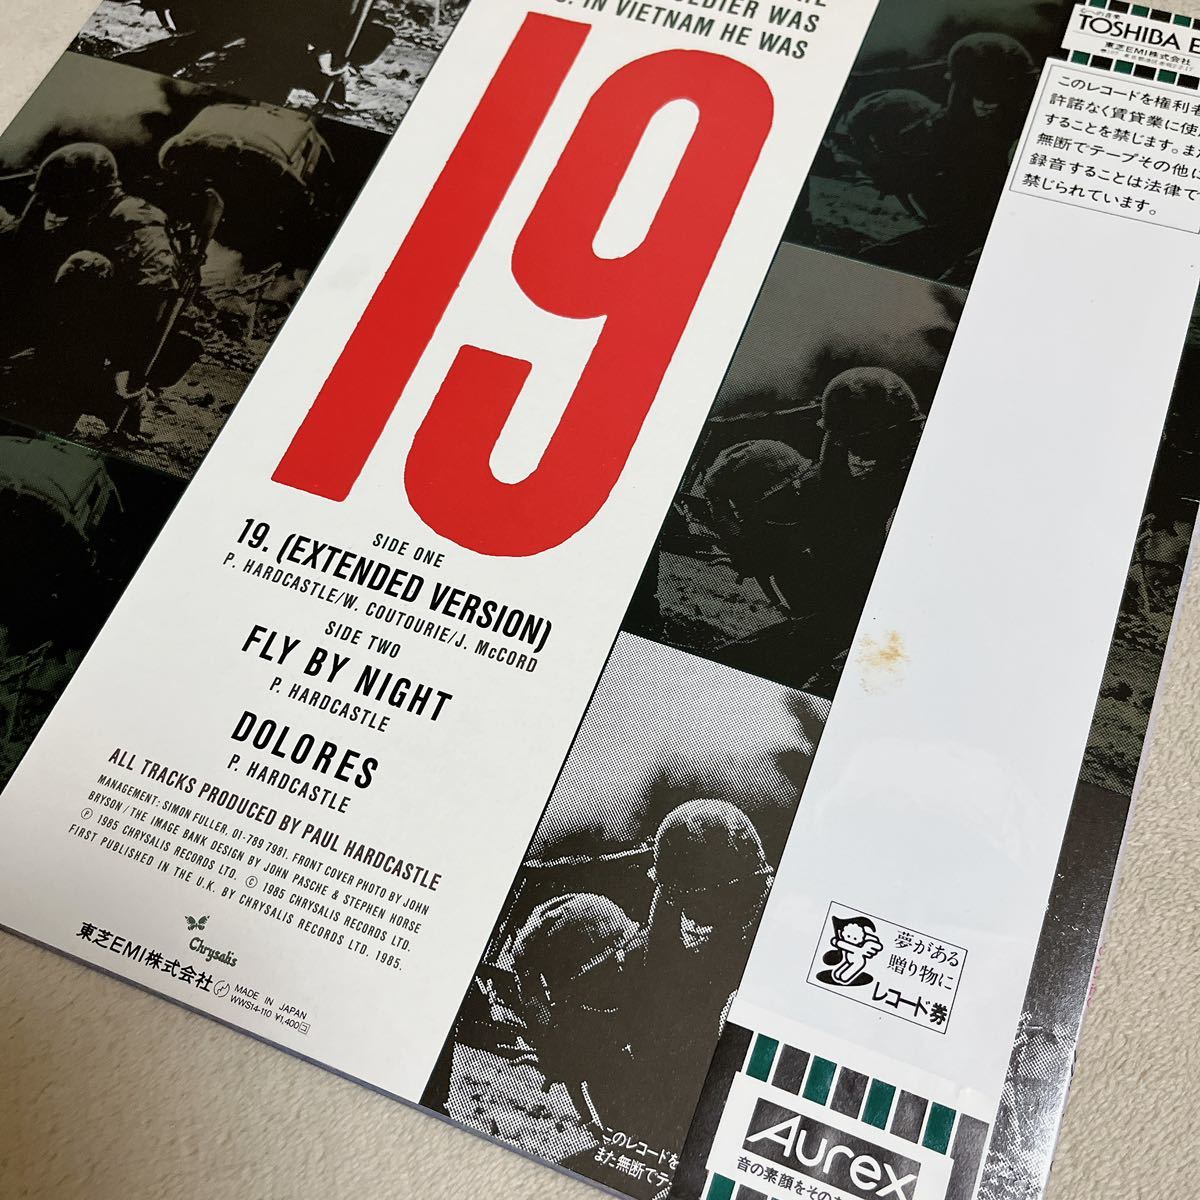 SOLDIER WAS
IN VIETNAM HE WAS
19
SIDE ONE
19. (EXTENDED VERSION)
P. HARDCASTLE/W. COUTOURIE/J. McCORD
SIDE TWO
FLY BY NIGHT
P. HARDCASTLE
DOLORES
P. HARDCASTLE
ALL TRACKS PRODUCED BY PAUL HARDCASTLE
MANAGEMENT: SIMON FULLER, 01-789 7981. FRONT COVER PHOTO BY JOHN
BRYSON / THE IMAGE BANK DESIGN BY JOHN PASCHE & STEPHEN HORSE
Ⓟ 1985 CHRYSALIS RECORDS LTD. © 1985 CHRYSALIS RECORDS LTD.
FIRST PUBLISHED IN THE U.K. BY CHRYSALIS RECORDS LTD. 1985.
Chrysalis
東芝EMI株式会社
MADE IN JAPAN
WWS14-110 ¥1,400
心への音楽
TOSHIBA E
東芝EMI株式会社
このレコードを権利者
許諾なく賃貸業に使
することを禁じます。また
無断でテープその他に
録音することは法律で
禁じられています。
夢がある
贈り物に
レコード券
このレコードを
また無断でテー
Aurex
音の素顔をその